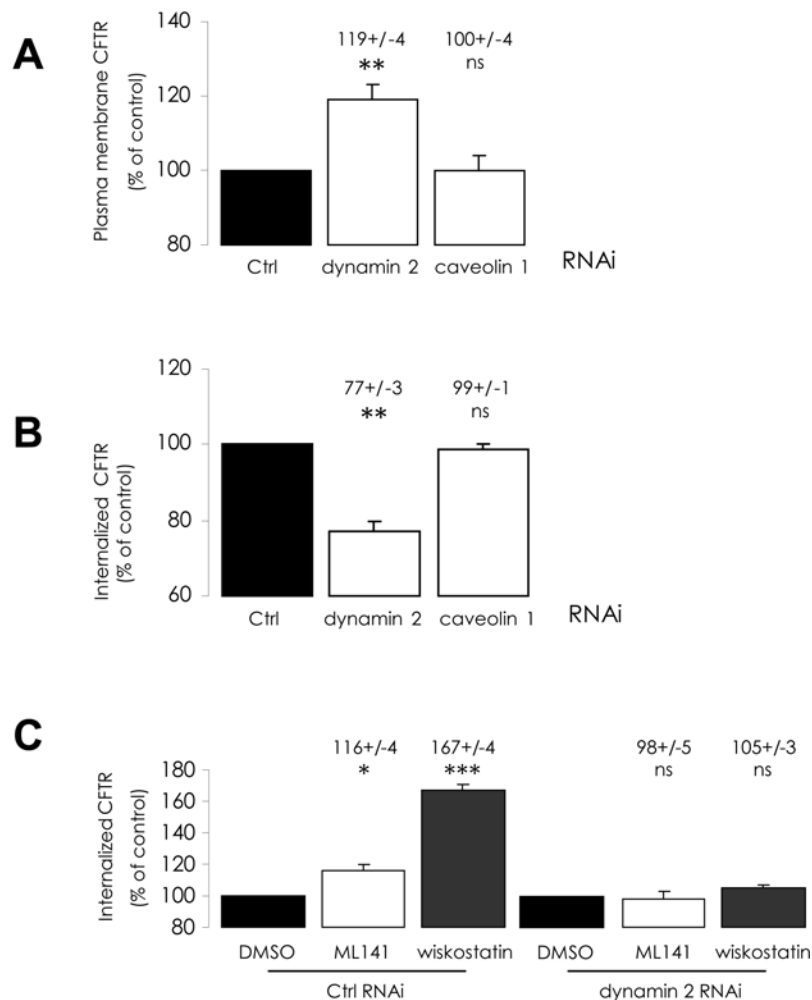 A
Plasma membrane CFTR
(% of control)
140
120
100
80
119+/-4
**
100+/-4
ns
Ctrl
dynamin 2
caveolin 1
RNAi
B
Internalized CFTR
(% of control)
120
100
80
60
77+/-3
**
99+/-1
ns
Ctrl
dynamin 2
caveolin 1
RNAi
C
Internalized CFTR
(% of control)
180
160
140
120
100
80
116+/-4
*
167+/-4
***
98+/-5
ns
105+/-3
ns
DMSO
ML141
wiskostatin
DMSO
ML141
wiskostatin
Ctrl RNAi
dynamin 2 RNAi